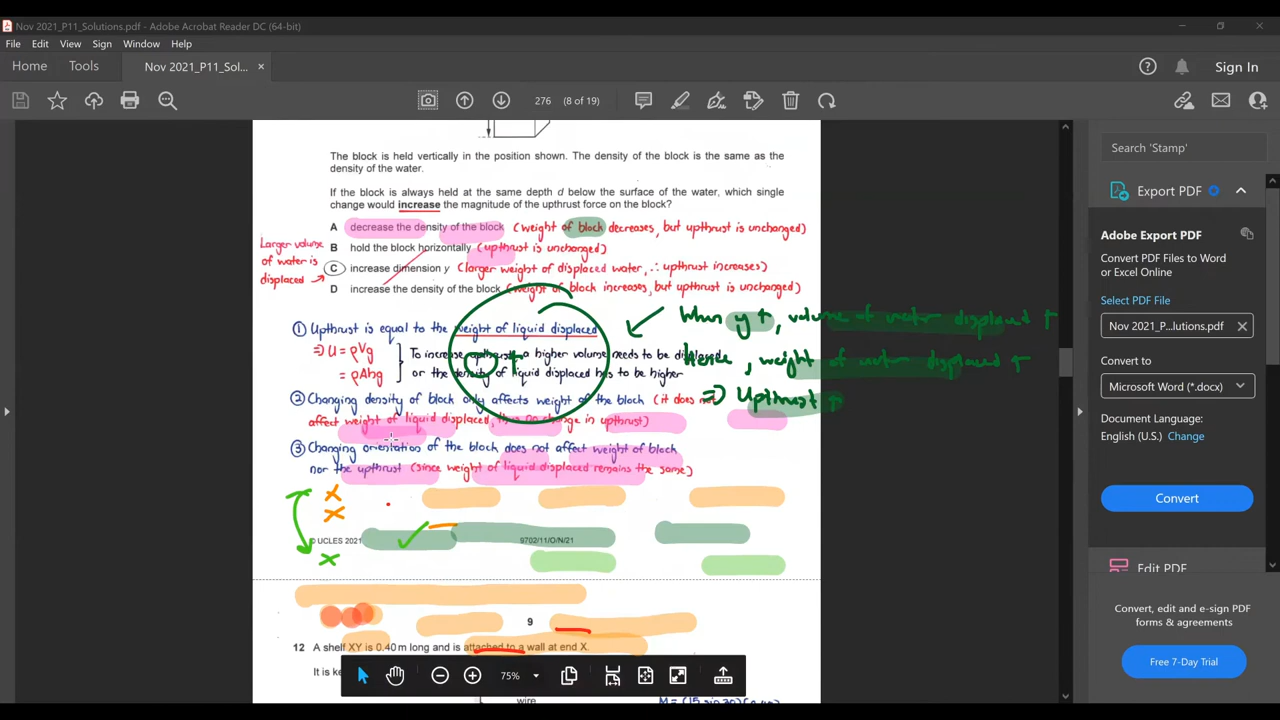 Nov 2021_P11_Solutions.pdf - Adobe Acrobat Reader DC (64-bit)
File Edit View Sign Window Help
Home Tools Nov 2021_P11_Sol... × Sign In
276 (8 of 19)
The block is held vertically in the position shown. The density of the block is the same as the
density of the water.
If the block is always held at the same depth d below the surface of the water, which single
change would increase the magnitude of the upthrust force on the block?
A decrease the density of the block (weight of block decreases, but upthrust is unchanged)
B hold the block horizontally (upthrust is unchanged)
C increase dimension y (larger weight of displaced water, ∴ upthrust increases)
D increase the density of the block (weight of block increases, but upthrust is unchanged)
Larger volume
of water is
displaced
① Upthrust is equal to the weight of liquid displaced
⇒ U = ρVg
= ρAhg
} To increase upthrust, a higher volume needs to be displaced
or the density of liquid displaced has to be higher
When y ↑, volume of water displaced ↑
Hence, weight of water displaced ↑
⇒ Upthrust ↑
② Changing density of block only affects weight of the block (it does not
affect weight of liquid displaced, thus no change in upthrust)
③ Changing orientation of the block does not affect weight of block
nor the upthrust (since weight of liquid displaced remains the same)
© UCLES 2021 9702/11/O/N/21
9
12 A shelf XY is 0.40 m long and is attached to a wall at end X.
It is ke
wire
75%
Search 'Stamp'
Export PDF
Adobe Export PDF
Convert PDF Files to Word
or Excel Online
Select PDF File
Nov 2021_P...lutions.pdf ×
Convert to
Microsoft Word (*.docx)
Document Language:
English (U.S.) Change
Convert
Edit PDF
Convert, edit and e-sign PDF
forms & agreements
Free 7-Day Trial